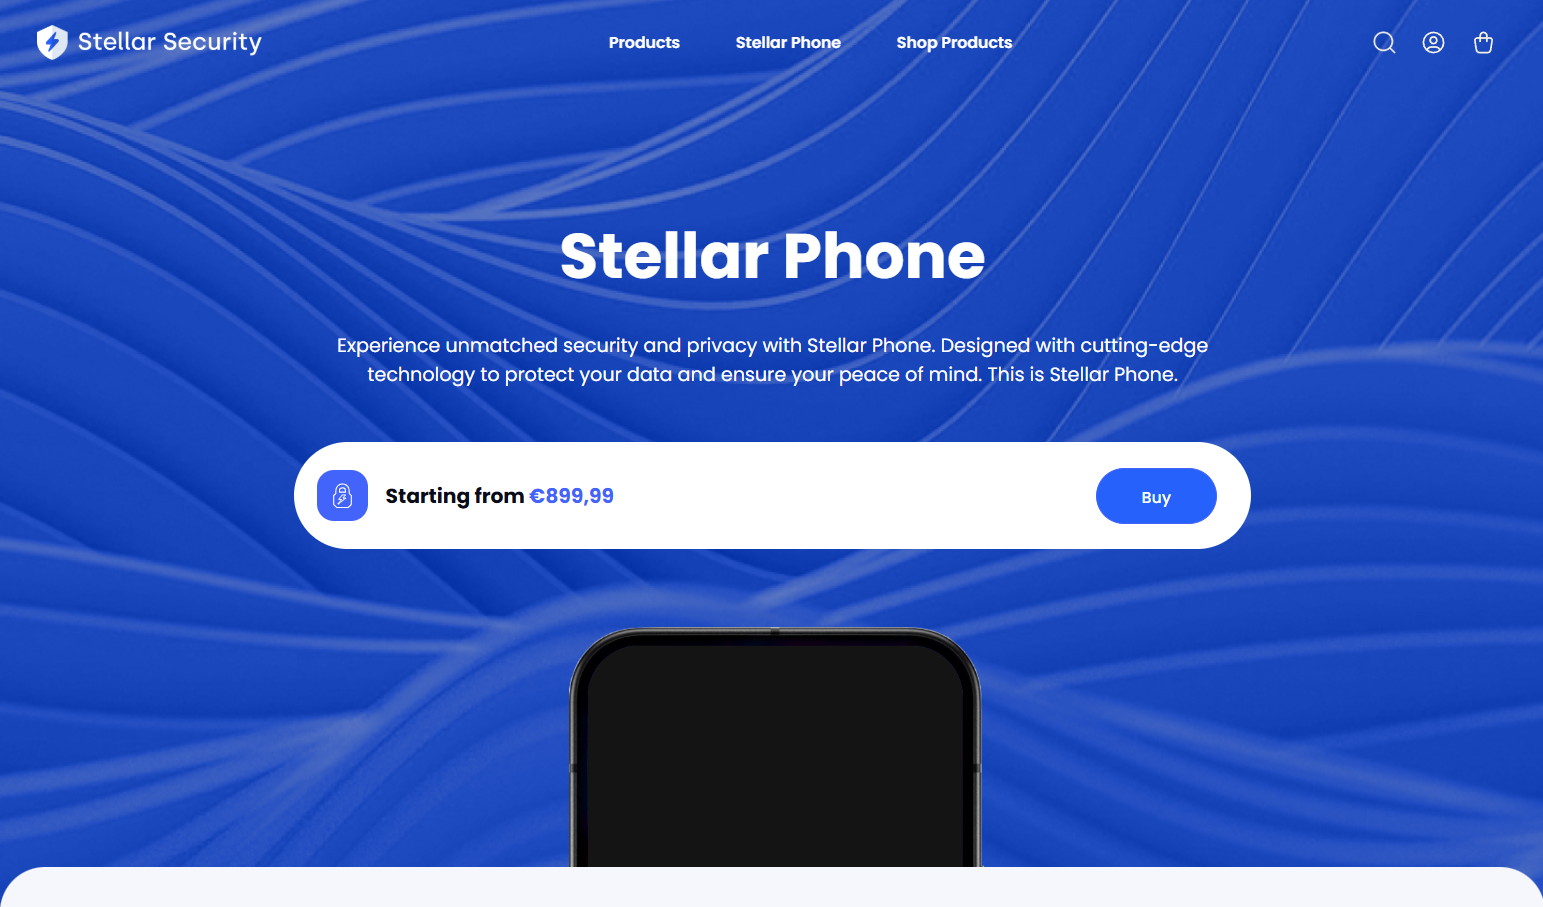 Stellar Security
Products
Stellar Phone
Shop Products
Stellar Phone
Experience unmatched security and privacy with Stellar Phone. Designed with cutting-edge
technology to protect your data and ensure your peace of mind. This is Stellar Phone.
Starting from €899,99
Buy